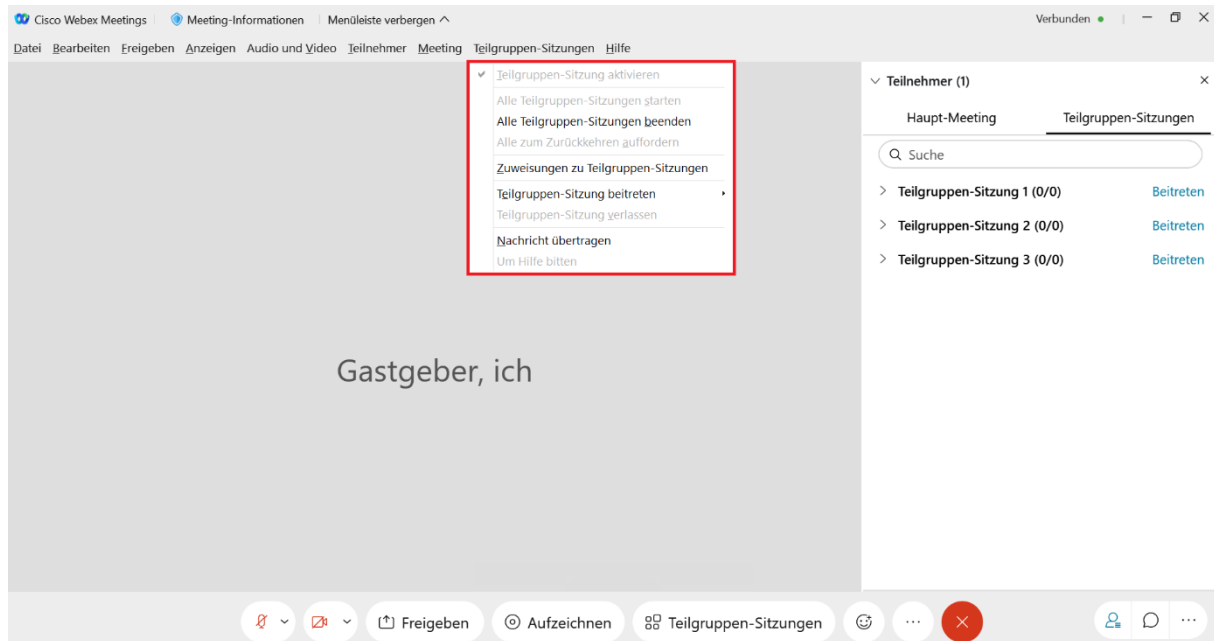 Cisco Webex Meetings Meeting-Informationen Menüleiste verbergen Verbunden
Datei Bearbeiten Freigeben Anzeigen Audio und Video Teilnehmer Meeting Teilgruppen-Sitzungen Hilfe
Teilgruppen-Sitzung aktivieren
Alle Teilgruppen-Sitzungen starten
Alle Teilgruppen-Sitzungen beenden
Alle zum Zurückkehren auffordern
Zuweisungen zu Teilgruppen-Sitzungen
Teilgruppen-Sitzung beitreten
Teilgruppen-Sitzung verlassen
Nachricht übertragen
Um Hilfe bitten
Gastgeber, ich
Teilnehmer (1)
Haupt-Meeting Teilgruppen-Sitzungen
Suche
Teilgruppen-Sitzung 1 (0/0) Beitreten
Teilgruppen-Sitzung 2 (0/0) Beitreten
Teilgruppen-Sitzung 3 (0/0) Beitreten
Freigeben Aufzeichnen Teilgruppen-Sitzungen